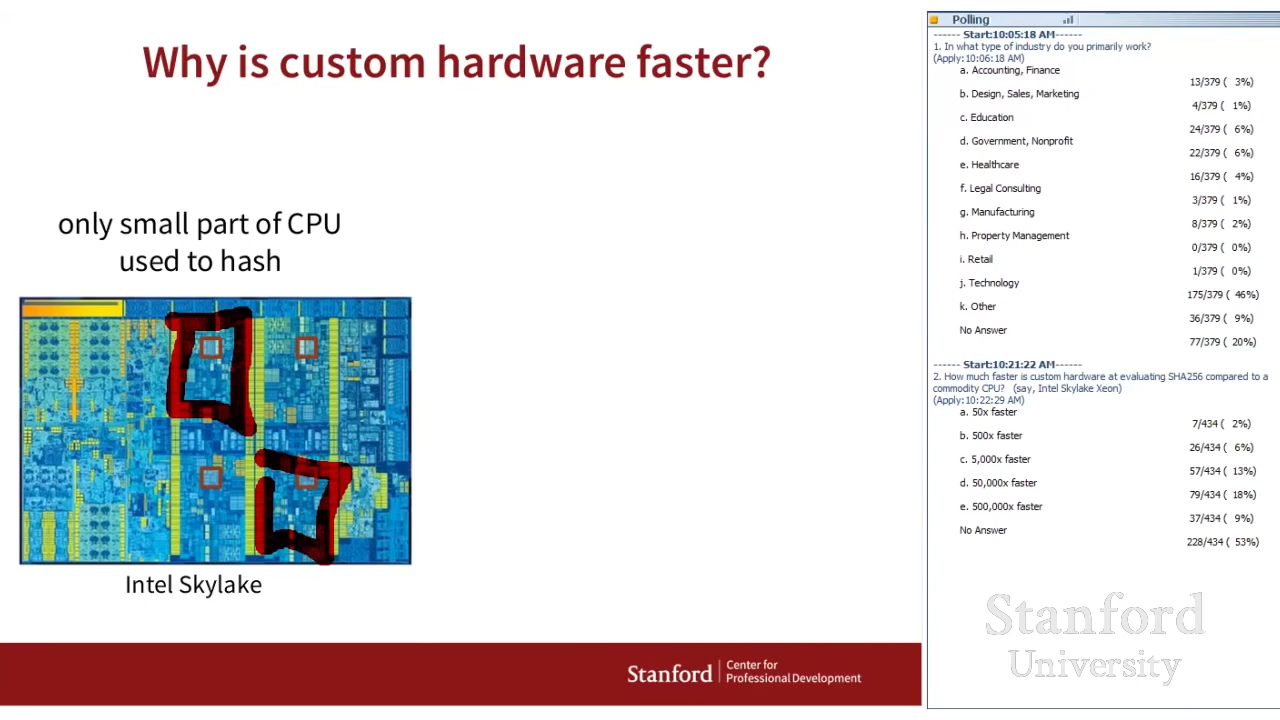 Why is custom hardware faster?
only small part of CPU
used to hash
Intel Skylake
Stanford
Center for
Professional Development
Polling
------ Start:10:05:18 AM------
1. In what type of industry do you primarily work?
(Apply:10:06:18 AM)
a. Accounting, Finance
13/379 (  3%)
b. Design, Sales, Marketing
4/379 (  1%)
c. Education
24/379 (  6%)
d. Government, Nonprofit
22/379 (  6%)
e. Healthcare
16/379 (  4%)
f. Legal Consulting
3/379 (  1%)
g. Manufacturing
8/379 (  2%)
h. Property Management
0/379 (  0%)
i. Retail
1/379 (  0%)
j. Technology
175/379 ( 46%)
k. Other
36/379 (  9%)
No Answer
77/379 ( 20%)
------ Start:10:21:22 AM------
2. How much faster is custom hardware at evaluating SHA256 compared to a
commodity CPU?   (say, Intel Skylake Xeon)
(Apply:10:22:29 AM)
a. 50x faster
7/434 (  2%)
b. 500x faster
26/434 (  6%)
c. 5,000x faster
57/434 ( 13%)
d. 50,000x faster
79/434 ( 18%)
e. 500,000x faster
37/434 (  9%)
No Answer
228/434 ( 53%)
Stanford
University